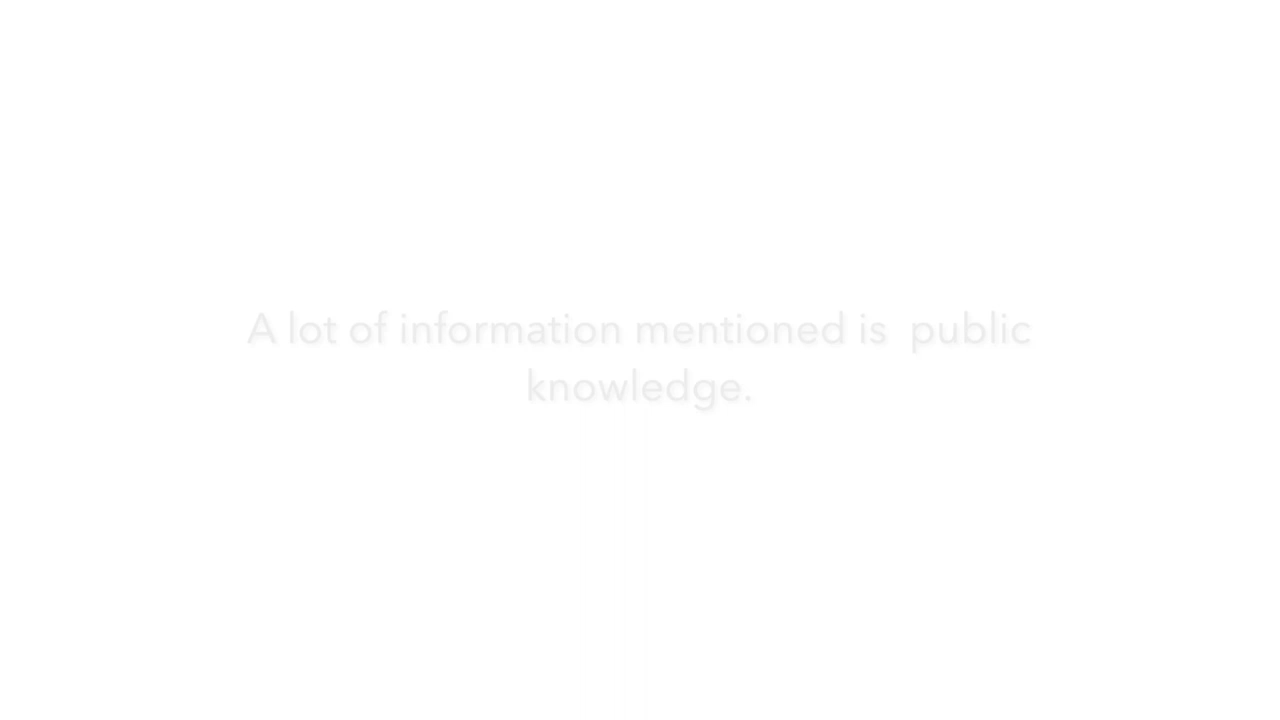 A lot of information mentioned is  public
knowledge.